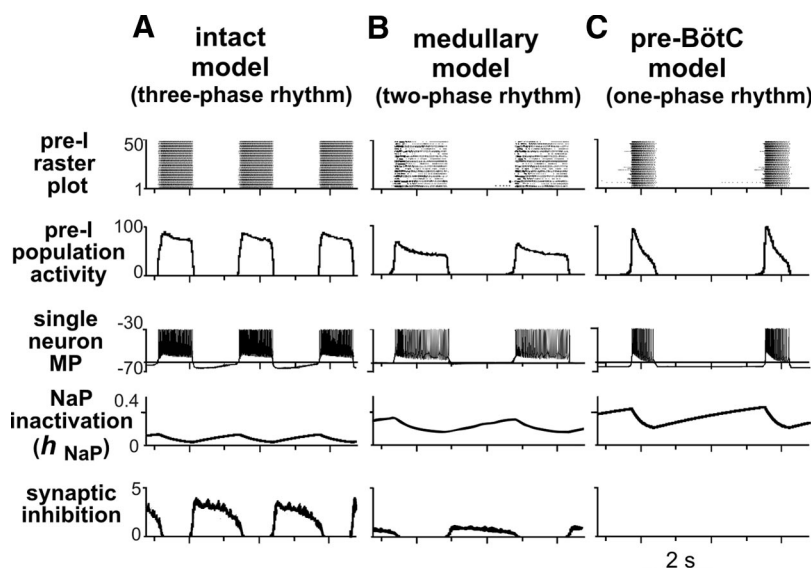 A
intact
model
(three-phase rhythm)
B
medullary
model
(two-phase rhythm)
C
pre-BötC
model
(one-phase rhythm)
pre-I
raster
plot
50
1
pre-I
population
activity
100
0
single
neuron
MP
-30
-70
NaP
inactivation
(h NaP)
0.4
0
synaptic
inhibition
5
0
2 s